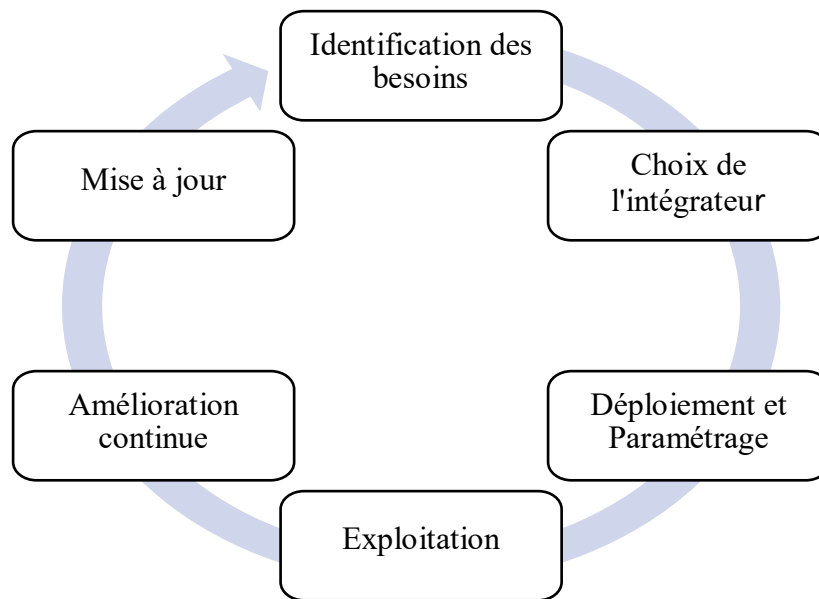 Identification des
besoins
Choix de
l'intégrateur
Déploiement et
Paramétrage
Exploitation
Amélioration
continue
Mise à jour